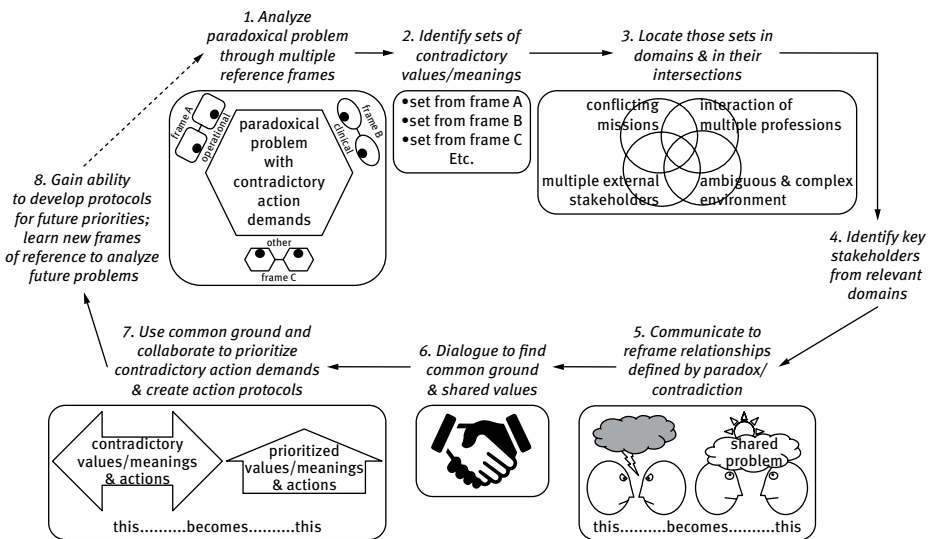 1. Analyze
paradoxical problem
through multiple
reference frames
frame A
operational
frame B
clinical
paradoxical
problem
with
contradictory
action
demands
other
frame C
2. Identify sets of
contradictory
values/meanings
•set from frame A
•set from frame B
•set from frame C
Etc.
3. Locate those sets in
domains & in their
intersections
conflicting
missions
interaction of
multiple professions
multiple external
stakeholders
ambiguous & complex
environment
4. Identify key
stakeholders
from relevant
domains
5. Communicate to
reframe relationships
defined by paradox/
contradiction
shared
problem
this..........becomes..........this
6. Dialogue to find
common ground
& shared values
7. Use common ground and
collaborate to prioritize
contradictory action demands
& create action protocols
contradictory
values/meanings
& actions
prioritized
values/meanings
& actions
this..........becomes..........this
8. Gain ability
to develop protocols
for future priorities;
learn new frames
of reference to analyze
future problems